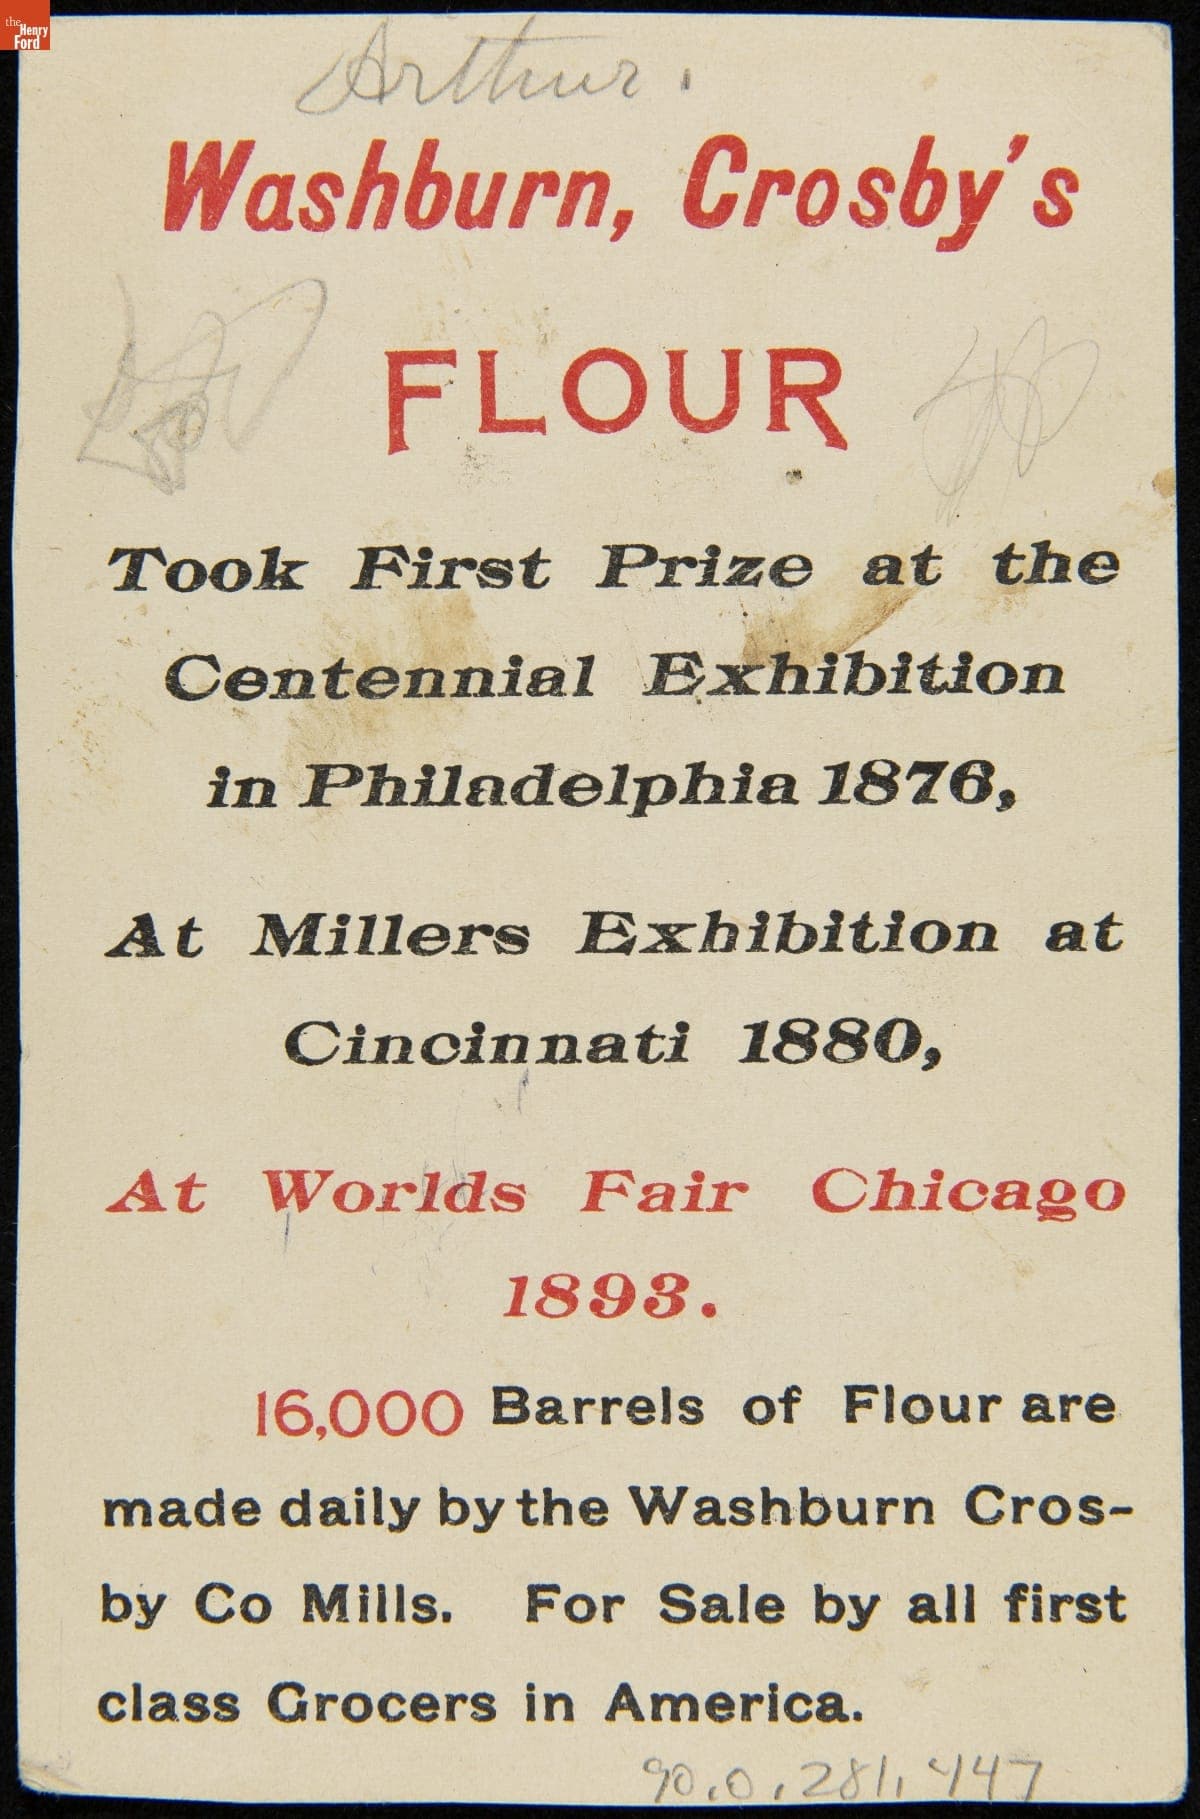 the
Henry
Ford
Arthur.
Washburn, Crosby's
FLOUR
Took First Prize at the
Centennial Exhibition
in Philadelphia 1876,
At Millers Exhibition at
Cincinnati 1880,
At Worlds Fair Chicago
1893.
16,000 Barrels of Flour are
made daily by the Washburn Cros-
by Co Mills. For Sale by all first
class Grocers in America.
90.0.281.447